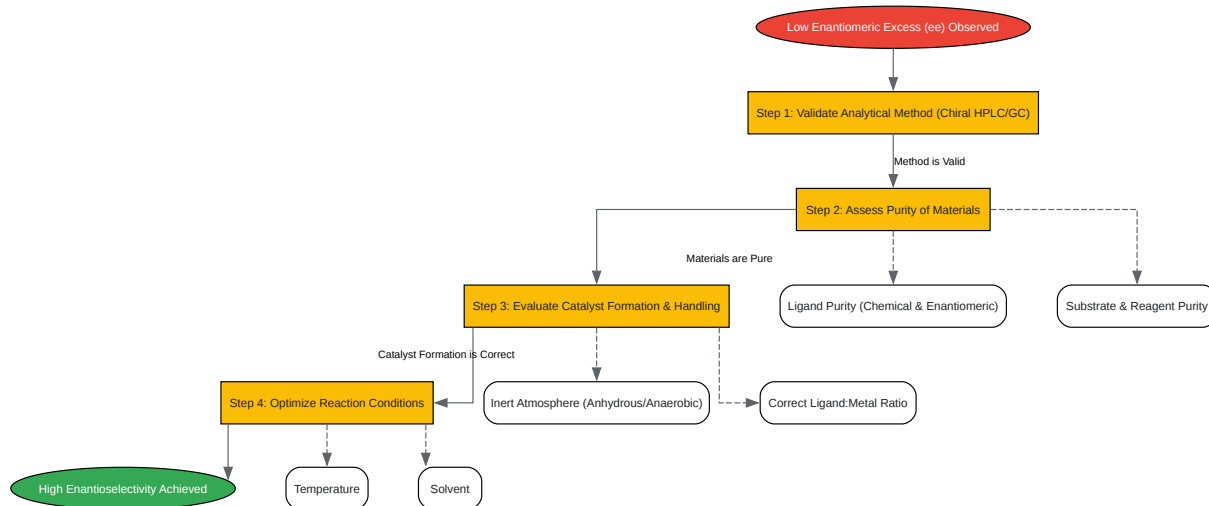 Low Enantiomeric Excess (ee) Observed
Step 1: Validate Analytical Method (Chiral HPLC/GC)
Method is Valid
Step 2: Assess Purity of Materials
Materials are Pure
Step 3: Evaluate Catalyst Formation & Handling
Ligand Purity (Chemical & Enantiomeric)
Substrate & Reagent Purity
Catalyst Formation is Correct
Step 4: Optimize Reaction Conditions
Inert Atmosphere (Anhydrous/Anaerobic)
Correct Ligand:Metal Ratio
High Enantioselectivity Achieved
Temperature
Solvent